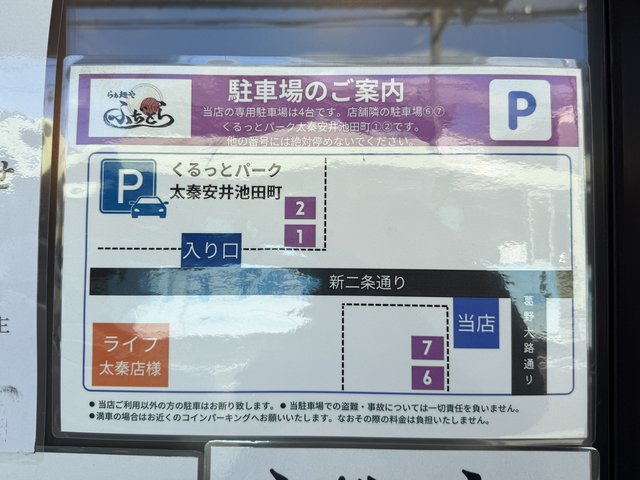 らぁ麺や
ふちとら
駐車場のご案内
当店の専用駐車場は4台です。店舗隣の駐車場⑥⑦
くるっとパーク太秦安井池田町①②です。
他の番号には絶対停めないでください。
P
P
くるっとパーク
太秦安井池田町
2
1
入り口
新二条通り
ライフ
太秦店様
7
6
当店
葛野大路通り
● 当店ご利用以外の方の駐車はお断り致します。● 当駐車場での盗難・事故については一切責任を負いません。
● 満車の場合はお近くのコインパーキングへお願いいたします。なおその際の料金は負担いたしません。